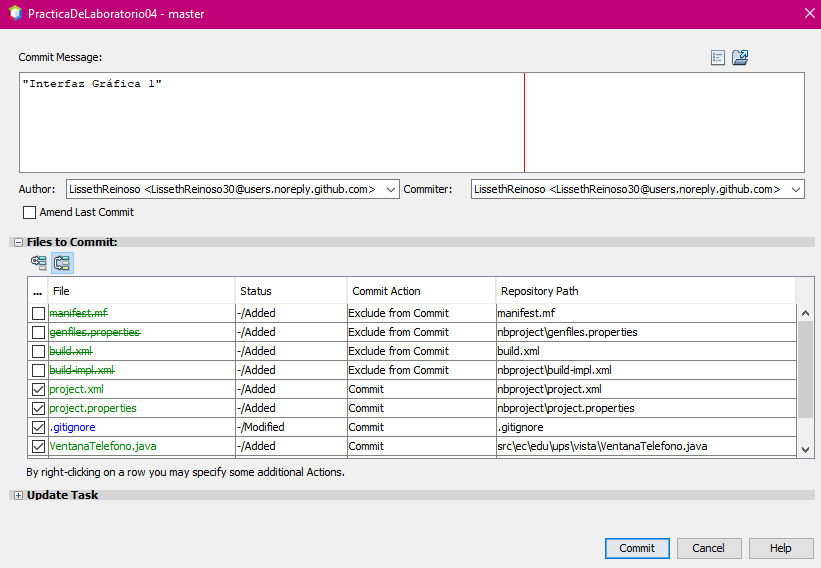 PracticaDeLaboratorio04 - master
Commit Message:
"Interfaz Gráfica 1"
Author: LissethReinoso <LissethReinoso30@users.noreply.github.com> Commiter: LissethReinoso <LissethReinoso30@users.noreply.github.com>
Amend Last Commit
Files to Commit:
... File Status Commit Action Repository Path
manifest.mf -/Added Exclude from Commit manifest.mf
genfiles.properties -/Added Exclude from Commit nbproject\genfiles.properties
build.xml -/Added Exclude from Commit build.xml
build-impl.xml -/Added Exclude from Commit nbproject\build-impl.xml
project.xml -/Added Commit nbproject\project.xml
project.properties -/Added Commit nbproject\project.properties
.gitignore -/Modified Commit .gitignore
VentanaTelefono.java -/Added Commit src\ec\edu\ups\vista\VentanaTelefono.java
By right-clicking on a row you may specify some additional Actions.
Update Task
Commit Cancel Help